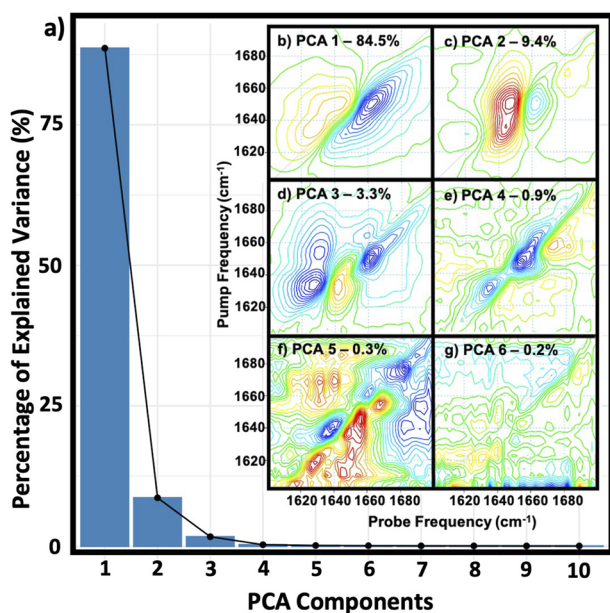 a)
Percentage of Explained Variance (%)
75
50
25
0
1 2 3 4 5 6 7 8 9 10
PCA Components
b) PCA 1 – 84.5%
c) PCA 2 – 9.4%
d) PCA 3 – 3.3%
e) PCA 4 – 0.9%
f) PCA 5 – 0.3%
g) PCA 6 – 0.2%
Pump Frequency (cm⁻¹)
1680
1660
1640
1620
1680
1660
1640
1620
1680
1660
1640
1620
1620 1640 1660 1680 1620 1640 1660 1680
Probe Frequency (cm⁻¹)